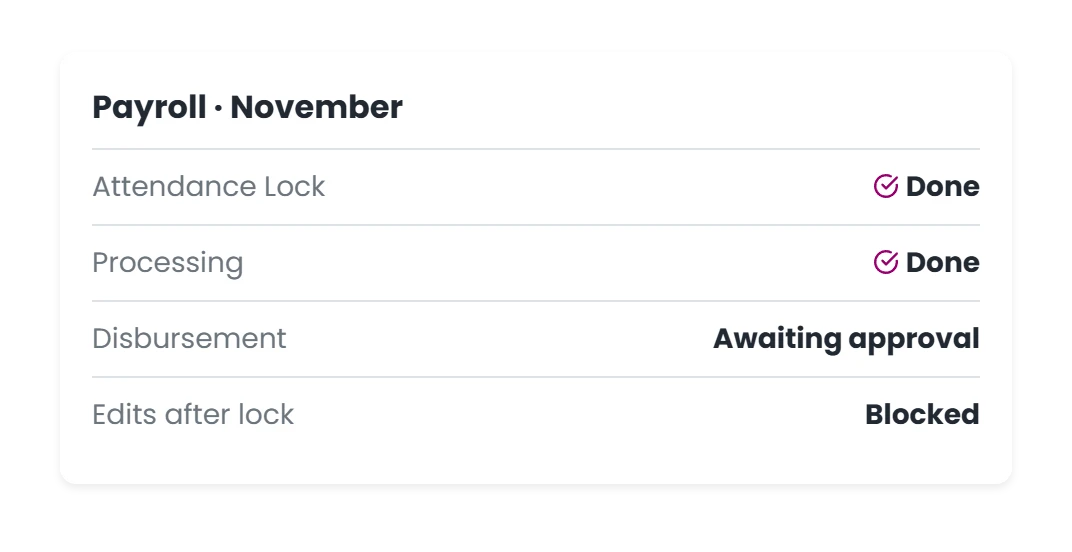 Payroll · November
Attendance Lock Done
Processing Done
Disbursement Awaiting approval
Edits after lock Blocked